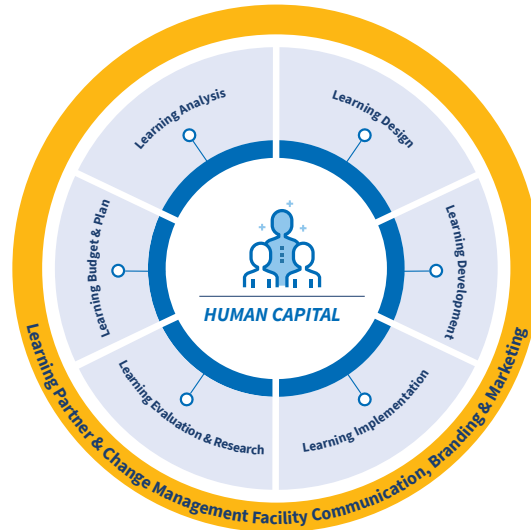 Learning Analysis
Learning Design
Learning Budget & Plan
Learning Development
HUMAN CAPITAL
Learning Evaluation & Research
Learning Implementation
Learning Partner & Change Management Facility Communication, Branding & Marketing